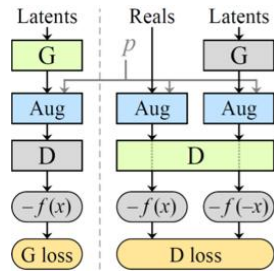 Latents Reals Latents
G p G
Aug Aug Aug
D D
−f(x) −f(x) −f(−x)
G loss D loss